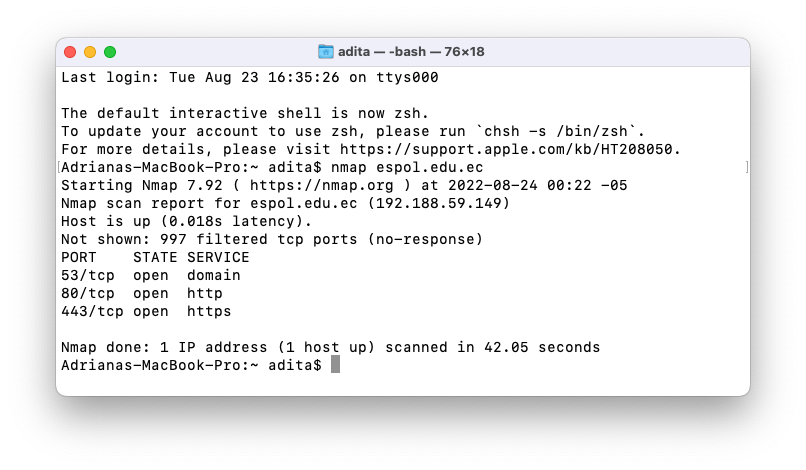 adita — -bash — 76×18
Last login: Tue Aug 23 16:35:26 on ttys000

The default interactive shell is now zsh.
To update your account to use zsh, please run `chsh -s /bin/zsh`.
For more details, please visit https://support.apple.com/kb/HT208050.
[Adrianas-MacBook-Pro:~ adita$ nmap espol.edu.ec ]
Starting Nmap 7.92 ( https://nmap.org ) at 2022-08-24 00:22 -05
Nmap scan report for espol.edu.ec (192.188.59.149)
Host is up (0.018s latency).
Not shown: 997 filtered tcp ports (no-response)
PORT    STATE SERVICE
53/tcp  open  domain
80/tcp  open  http
443/tcp open  https

Nmap done: 1 IP address (1 host up) scanned in 42.05 seconds
Adrianas-MacBook-Pro:~ adita$